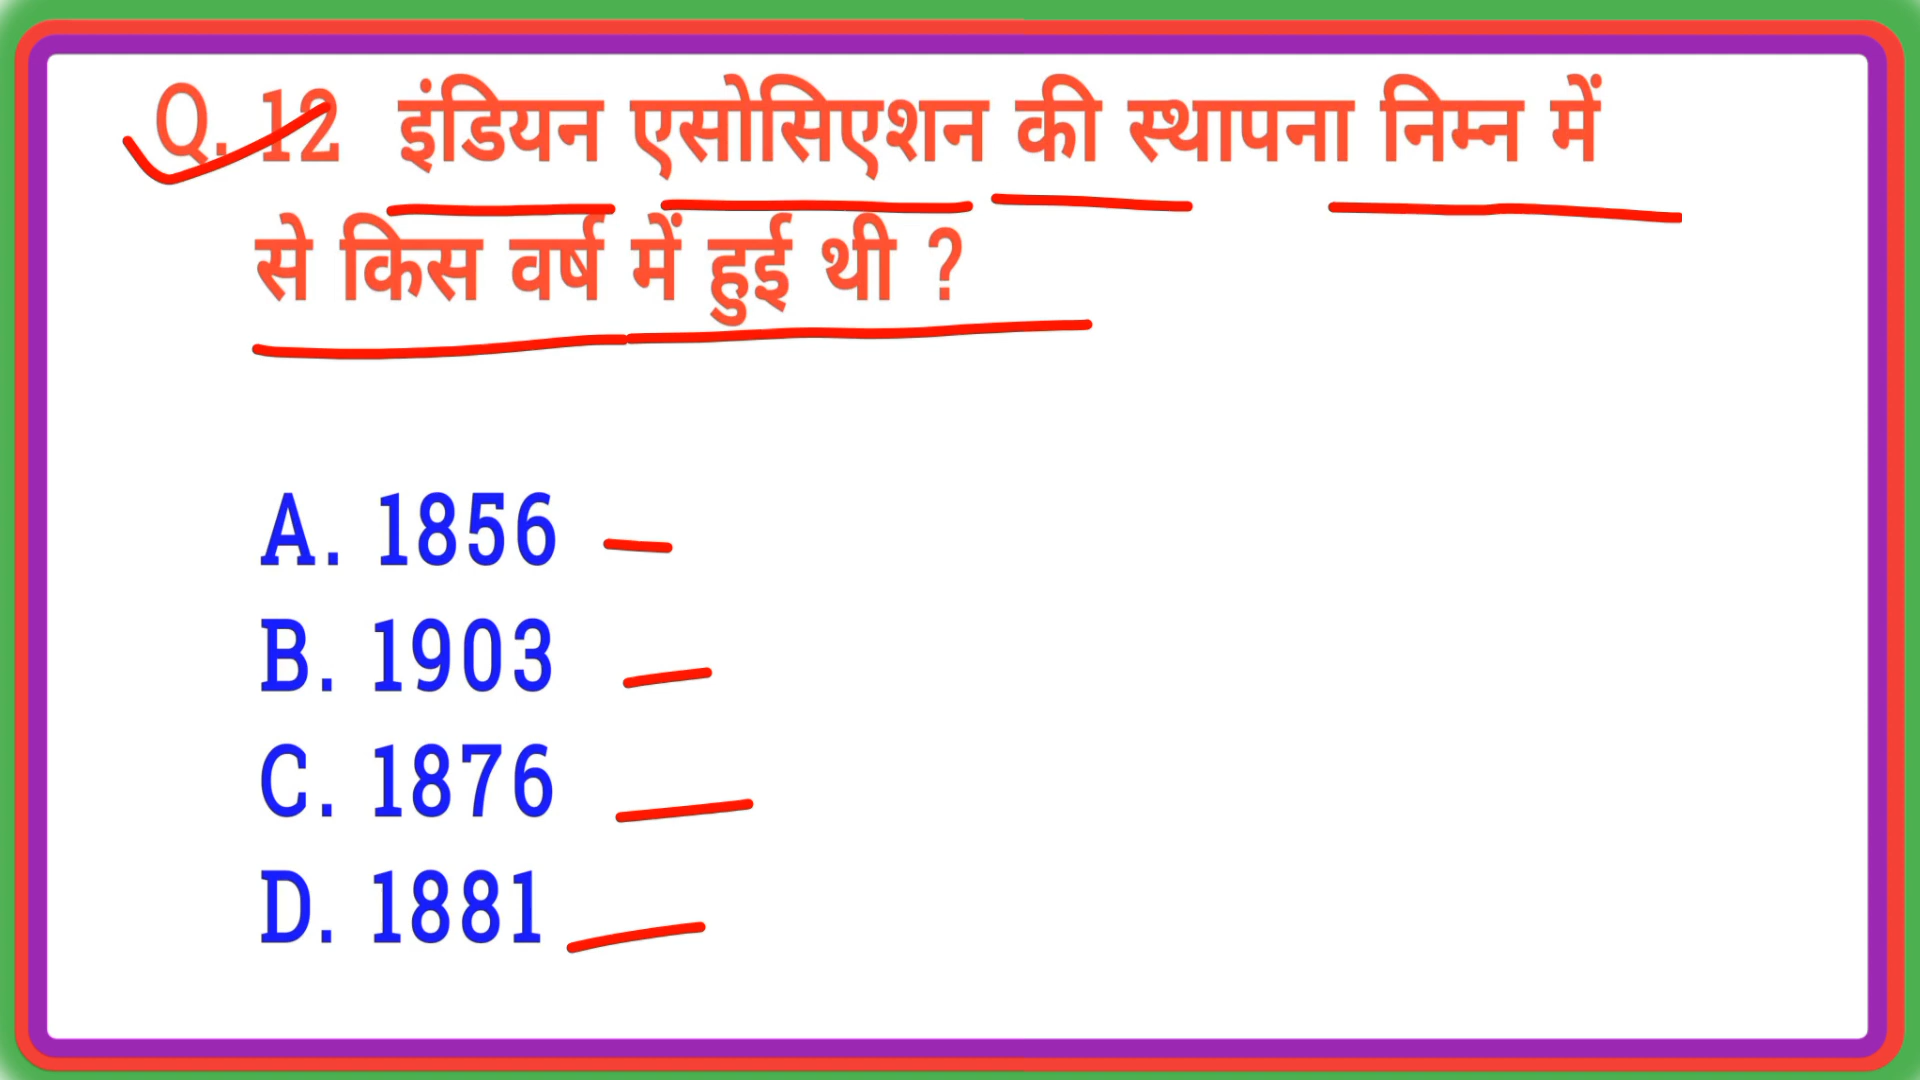 Q. 12 इंडियन एसोसिएशन की स्थापना निम्न में
से किस वर्ष में हुई थी ?
A. 1856
B. 1903
C. 1876
D. 1881